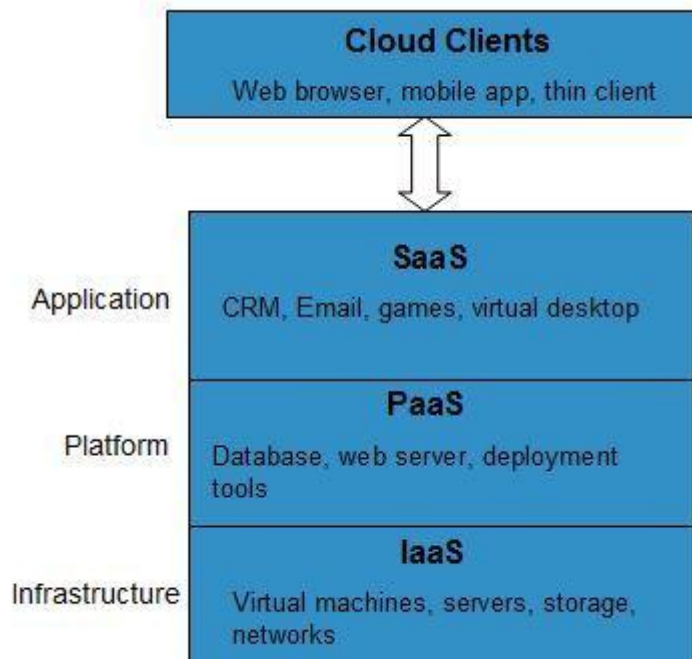 Cloud Clients
Web browser, mobile app, thin client
SaaS
Application
CRM, Email, games, virtual desktop
PaaS
Platform
Database, web server, deployment
tools
IaaS
Infrastructure
Virtual machines, servers, storage,
networks